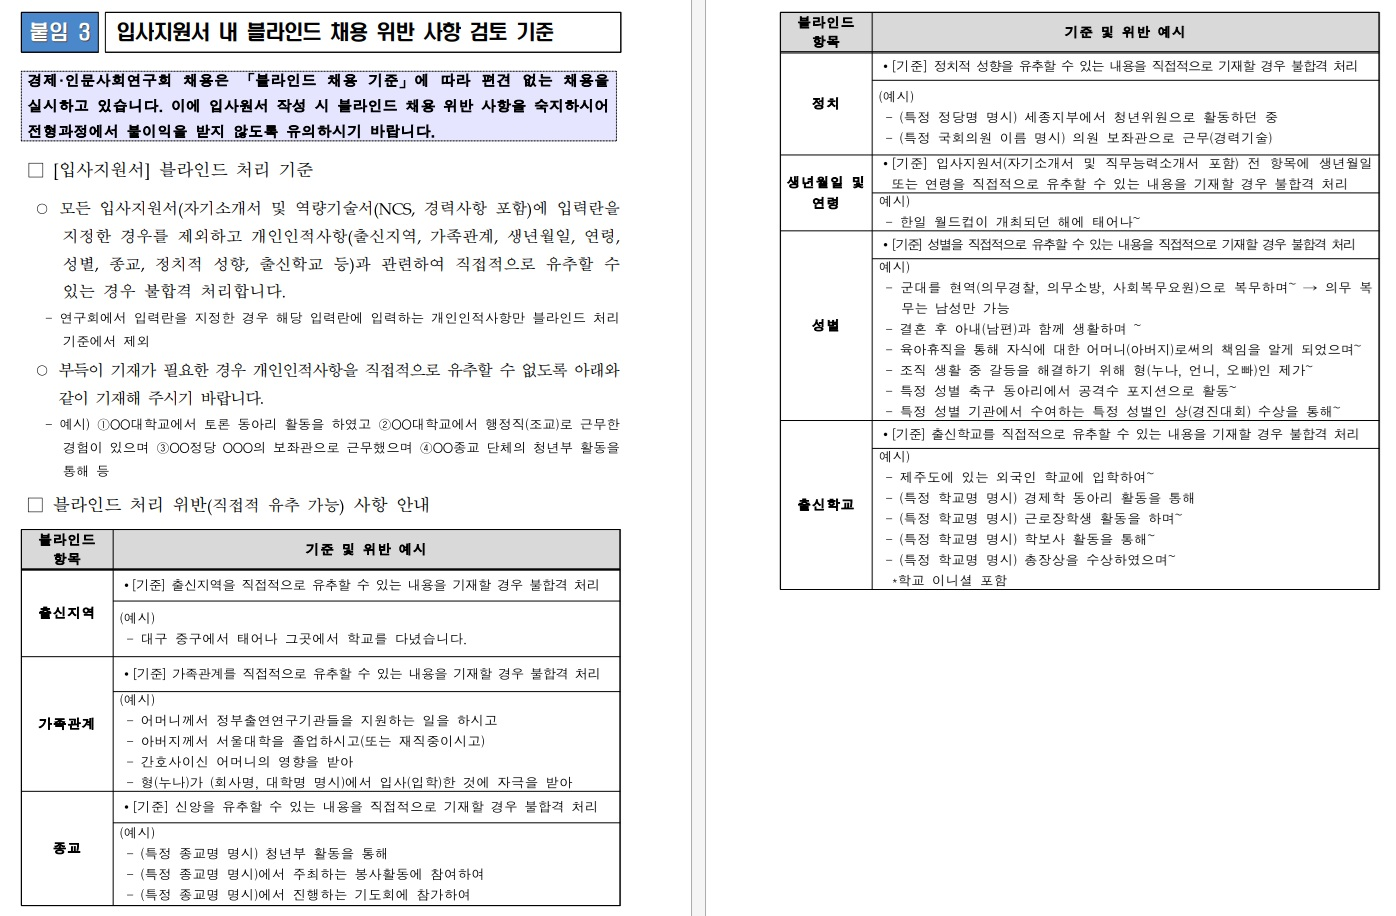 붙임 3
입사지원서 내 블라인드 채용 위반 사항 검토 기준
경제·인문사회연구회 채용은 「블라인드 채용 기준」에 따라 편견 없는 채용을
실시하고 있습니다. 이에 입사원서 작성 시 블라인드 채용 위반 사항을 숙지하시어
전형과정에서 불이익을 받지 않도록 유의하시기 바랍니다.
□ [입사지원서] 블라인드 처리 기준
○ 모든 입사지원서(자기소개서 및 역량기술서(NCS, 경력사항 포함)에 입력란을
지정한 경우를 제외하고 개인인적사항(출신지역, 가족관계, 생년월일, 연령,
성별, 종교, 정치적 성향, 출신학교 등)과 관련하여 직접적으로 유추할 수
있는 경우 불합격 처리합니다.
- 연구회에서 입력란을 지정한 경우 해당 입력란에 입력하는 개인인적사항만 블라인드 처리
기준에서 제외
○ 부득이 기재가 필요한 경우 개인인적사항을 직접적으로 유추할 수 없도록 아래와
같이 기재해 주시기 바랍니다.
- 예시) ①○○대학교에서 토론 동아리 활동을 하였고 ②○○대학교에서 행정직(조교)로 근무한
경험이 있으며 ③○○정당 ○○○의 보좌관으로 근무했으며 ④○○종교 단체의 청년부 활동을
통해 등
□ 블라인드 처리 위반(직접적 유추 가능) 사항 안내
블라인드
항목
기준 및 위반 예시
출신지역
• [기준] 출신지역을 직접적으로 유추할 수 있는 내용을 기재할 경우 불합격 처리
(예시)
- 대구 중구에서 태어나 그곳에서 학교를 다녔습니다.
가족관계
• [기준] 가족관계를 직접적으로 유추할 수 있는 내용을 기재할 경우 불합격 처리
(예시)
- 어머니께서 정부출연연구기관들을 지원하는 일을 하시고
- 아버지께서 서울대학을 졸업하시고(또는 재직중이시고)
- 간호사이신 어머니의 영향을 받아
- 형(누나)가 (회사명, 대학명 명시)에서 입사(입학)한 것에 자극을 받아
종교
• [기준] 신앙을 유추할 수 있는 내용을 직접적으로 기재할 경우 불합격 처리
(예시)
- (특정 종교명 명시) 청년부 활동을 통해
- (특정 종교명 명시)에서 주최하는 봉사활동에 참여하여
- (특정 종교명 명시)에서 진행하는 기도회에 참가하여
블라인드
항목
기준 및 위반 예시
정치
• [기준] 정치적 성향을 유추할 수 있는 내용을 직접적으로 기재할 경우 불합격 처리
(예시)
- (특정 정당명 명시) 세종지부에서 청년위원으로 활동하던 중
- (특정 국회의원 이름 명시) 의원 보좌관으로 근무(경력기술)
생년월일 및
연령
• [기준] 입사지원서(자기소개서 및 직무능력소개서 포함) 전 항목에 생년월일
또는 연령을 직접적으로 유추할 수 있는 내용을 기재할 경우 불합격 처리
예시)
- 한일 월드컵이 개최되던 해에 태어나~
성별
• [기준] 성별을 직접적으로 유추할 수 있는 내용을 직접적으로 기재할 경우 불합격 처리
예시)
- 군대를 현역(의무경찰, 의무소방, 사회복무요원)으로 복무하며~ → 의무 복
무는 남성만 가능
- 결혼 후 아내(남편)과 함께 생활하며 ~
- 육아휴직을 통해 자식에 대한 어머니(아버지)로써의 책임을 알게 되었으며~
- 조직 생활 중 갈등을 해결하기 위해 형(누나, 언니, 오빠)인 제가~
- 특정 성별 축구 동아리에서 공격수 포지션으로 활동~
- 특정 성별 기관에서 수여하는 특정 성별인 상(경진대회) 수상을 통해~
출신학교
• [기준] 출신학교를 직접적으로 유추할 수 있는 내용을 기재할 경우 불합격 처리
예시)
- 제주도에 있는 외국인 학교에 입학하여~
- (특정 학교명 명시) 경제학 동아리 활동을 통해
- (특정 학교명 명시) 근로장학생 활동을 하며~
- (특정 학교명 명시) 학보사 활동을 통해~
- (특정 학교명 명시) 총장상을 수상하였으며~
*학교 이니셜 포함